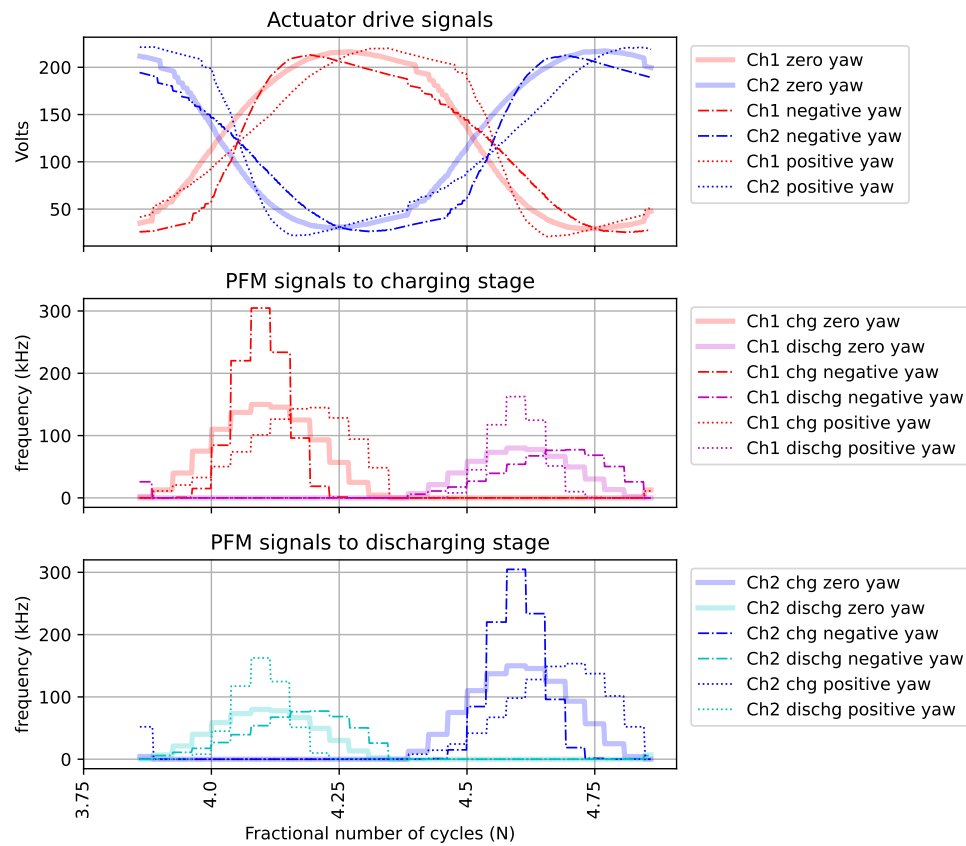 Actuator drive signals
Volts
200
150
100
50
Ch1 zero yaw
Ch2 zero yaw
Ch1 negative yaw
Ch2 negative yaw
Ch1 positive yaw
Ch2 positive yaw
PFM signals to charging stage
frequency (kHz)
300
200
100
0
Ch1 chg zero yaw
Ch1 dischg zero yaw
Ch1 chg negative yaw
Ch1 dischg negative yaw
Ch1 chg positive yaw
Ch1 dischg positive yaw
PFM signals to discharging stage
frequency (kHz)
300
200
100
0
Ch2 chg zero yaw
Ch2 dischg zero yaw
Ch2 chg negative yaw
Ch2 dischg negative yaw
Ch2 chg positive yaw
Ch2 dischg positive yaw
3.75
4.0
4.25
4.5
4.75
Fractional number of cycles (N)